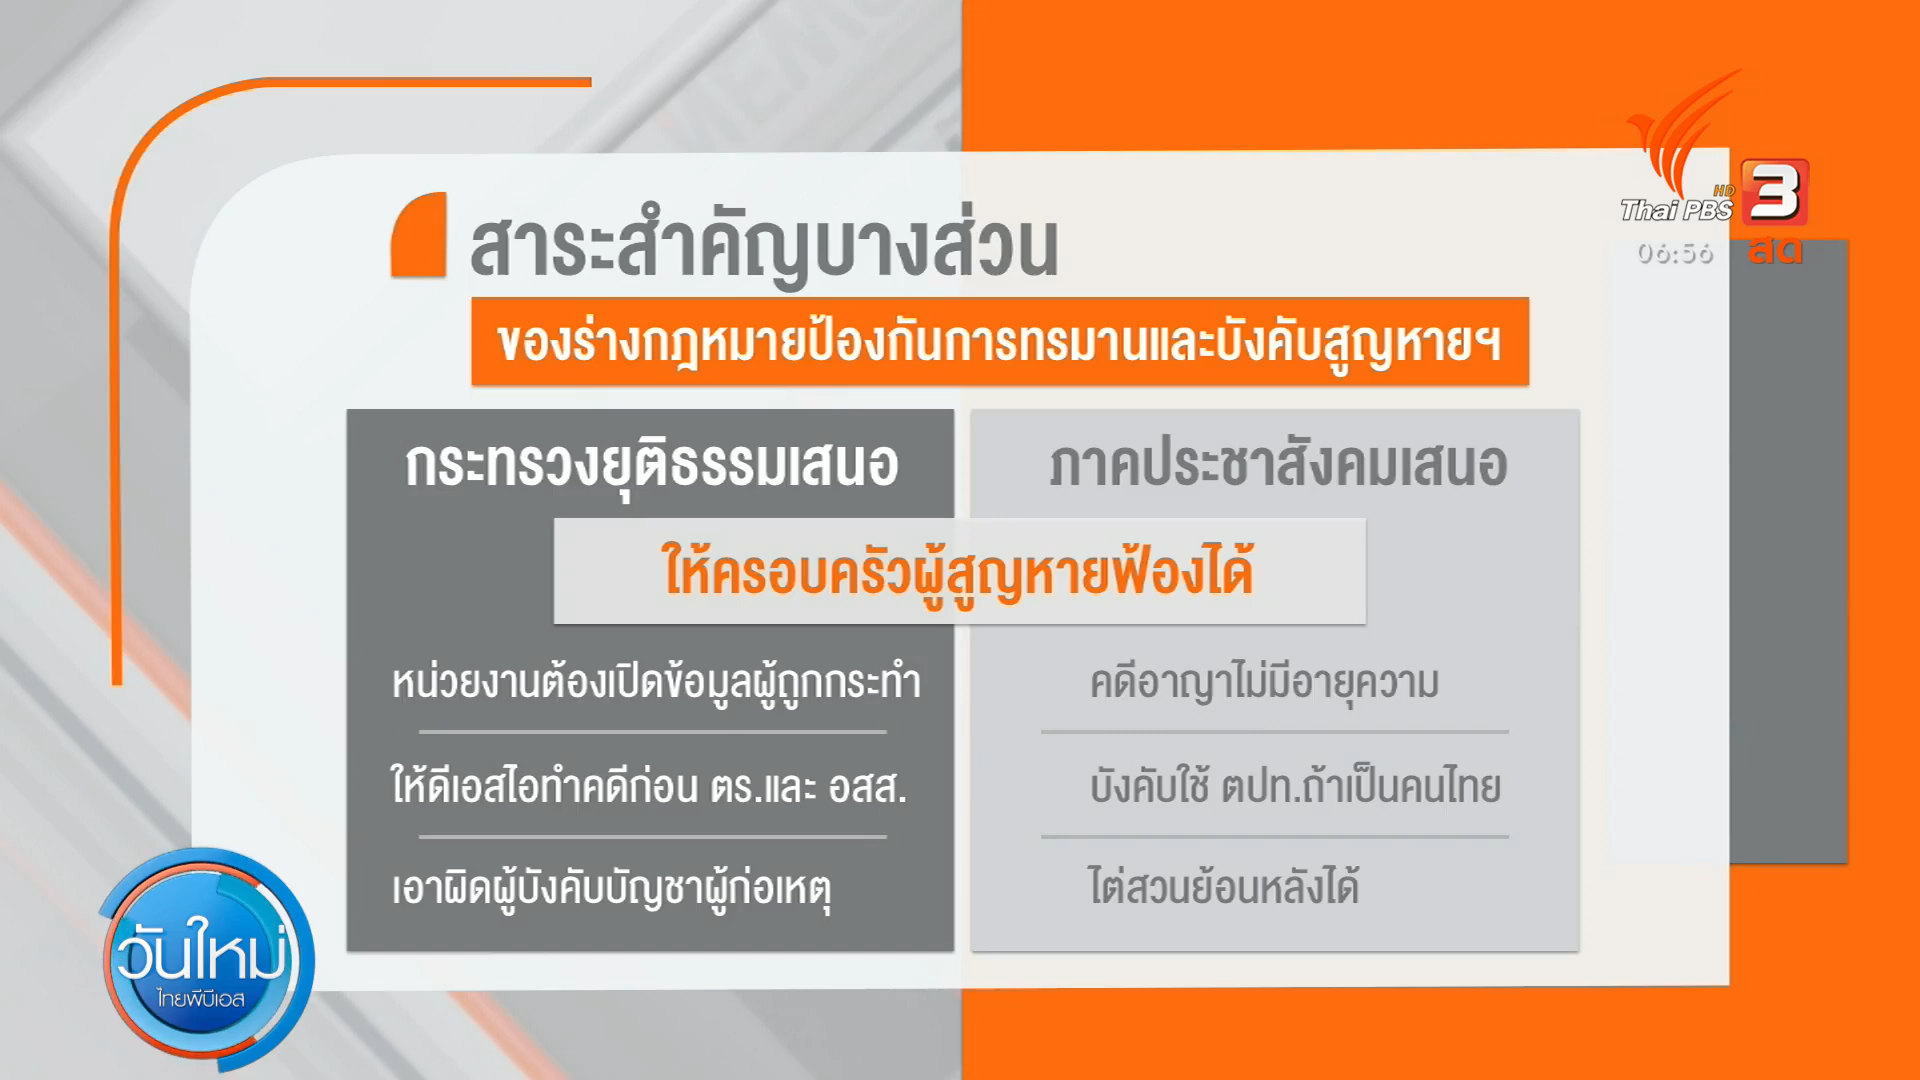 สาระสำคัญบางส่วน
ของร่างกฎหมายป้องกันการทรมานและบังคับสูญหายฯ
กระทรวงยุติธรรมเสนอ
ภาคประชาสังคมเสนอ
ให้ครอบครัวผู้สูญหายฟ้องได้
หน่วยงานต้องเปิดข้อมูลผู้ถูกกระทำ
ให้ดีเอสไอทำคดีก่อน ตร.และ อสส.
เอาผิดผู้บังคับบัญชาผู้ก่อเหตุ
คดีอาญาไม่มีอายุความ
บังคับใช้ ตปท.ถ้าเป็นคนไทย
ไต่สวนย้อนหลังได้
Thai PBS HD 3
06:56 สด
วันใหม่
ไทยพีบีเอส